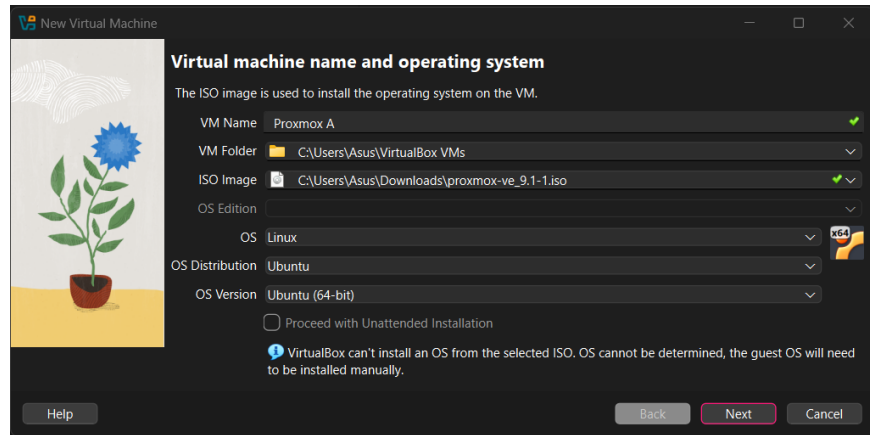 New Virtual Machine
Virtual machine name and operating system
The ISO image is used to install the operating system on the VM.
VM Name Proxmox A
VM Folder C:\Users\Asus\VirtualBox VMs
ISO Image C:\Users\Asus\Downloads\proxmox-ve_9.1-1.iso
OS Edition
OS Linux
x64
OS Distribution Ubuntu
OS Version Ubuntu (64-bit)
Proceed with Unattended Installation
VirtualBox can't install an OS from the selected ISO. OS cannot be determined, the guest OS will need
to be installed manually.
Help Back Next Cancel